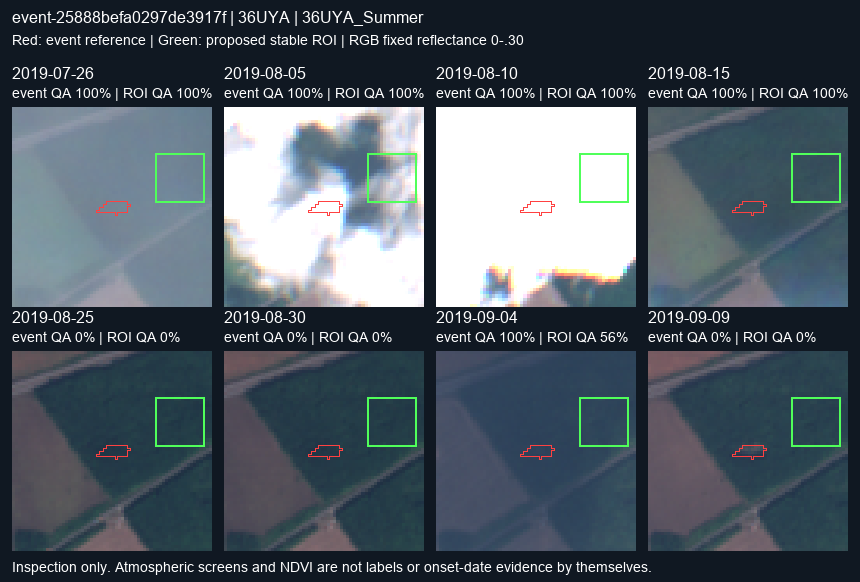 event-25888befa0297de3917f | 36UYA | 36UYA_Summer
Red: event reference | Green: proposed stable ROI | RGB fixed reflectance 0-.30
2019-07-26
event QA 100% | ROI QA 100%
2019-08-05
event QA 100% | ROI QA 100%
2019-08-10
event QA 100% | ROI QA 100%
2019-08-15
event QA 100% | ROI QA 100%
2019-08-25
event QA 0% | ROI QA 0%
2019-08-30
event QA 0% | ROI QA 0%
2019-09-04
event QA 100% | ROI QA 56%
2019-09-09
event QA 0% | ROI QA 0%
Inspection only. Atmospheric screens and NDVI are not labels or onset-date evidence by themselves.